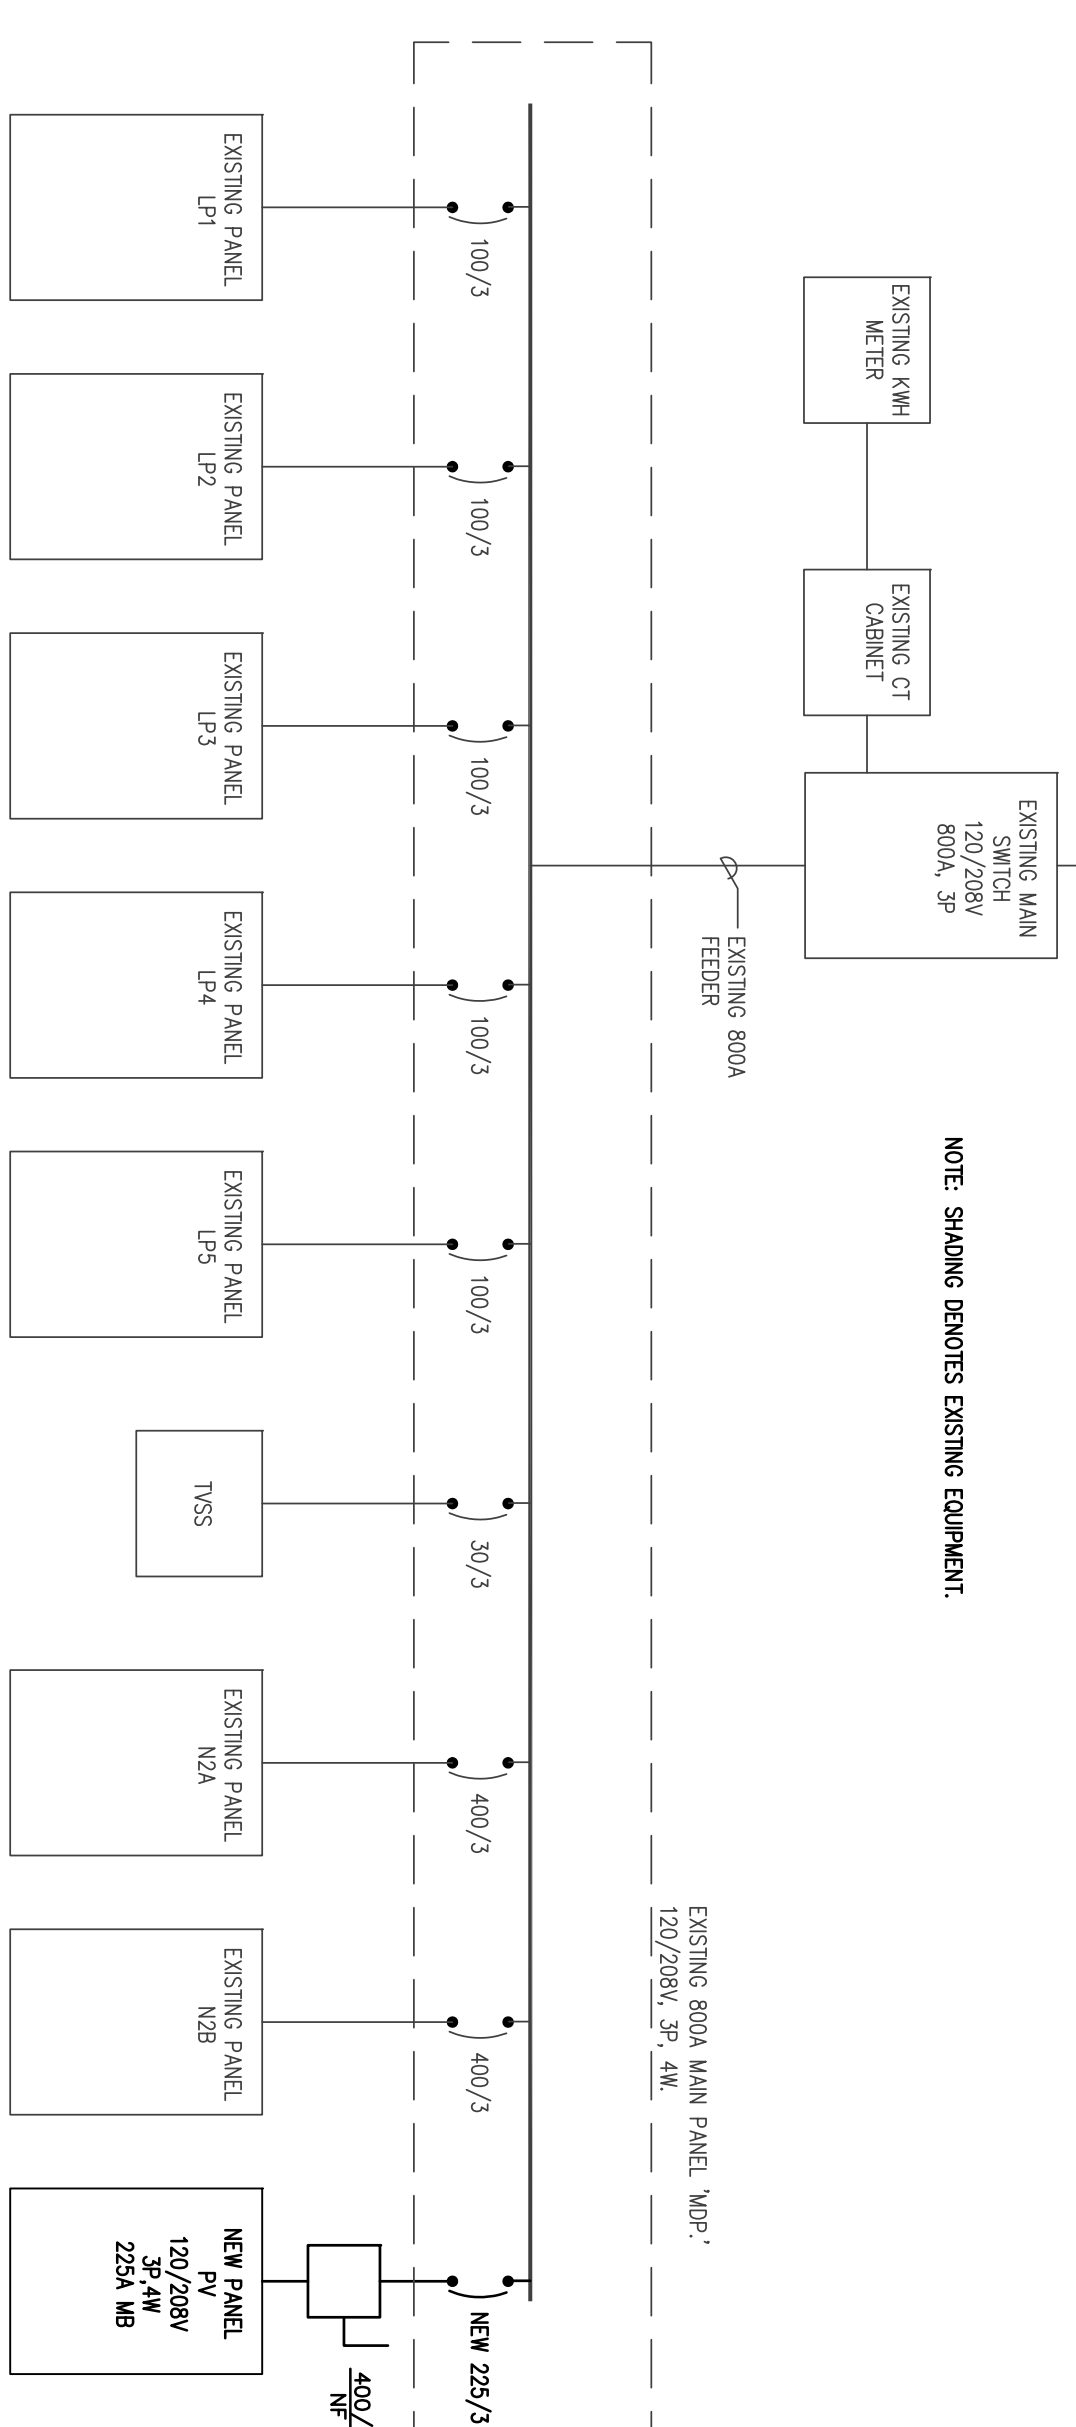 EXISTING KWH
METER
EXISTING CT
CABINET
EXISTING MAIN
SWITCH
120/208V
800A, 3P
NOTE: SHADING DENOTES EXISTING EQUIPMENT.
EXISTING 800A
FEEDER
EXISTING 800A MAIN PANEL 'MDP.'
120/208V, 3P, 4W.
100/3
100/3
100/3
100/3
100/3
30/3
400/3
400/3
NEW 225/3
400/
NF
EXISTING PANEL
LP1
EXISTING PANEL
LP2
EXISTING PANEL
LP3
EXISTING PANEL
LP4
EXISTING PANEL
LP5
TVSS
EXISTING PANEL
N2A
EXISTING PANEL
N2B
NEW PANEL
PV
120/208V
3P,4W
225A MB